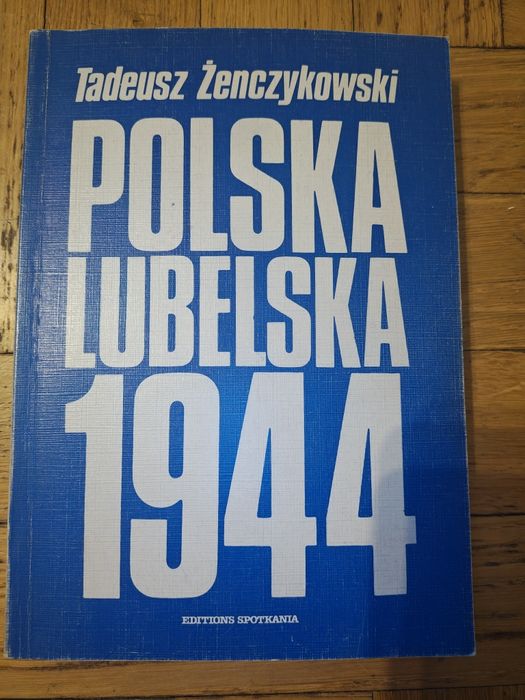 Tadeusz Żenczykowski
POLSKA
LUBELSKA
1944
EDITIONS SPOTKANIA